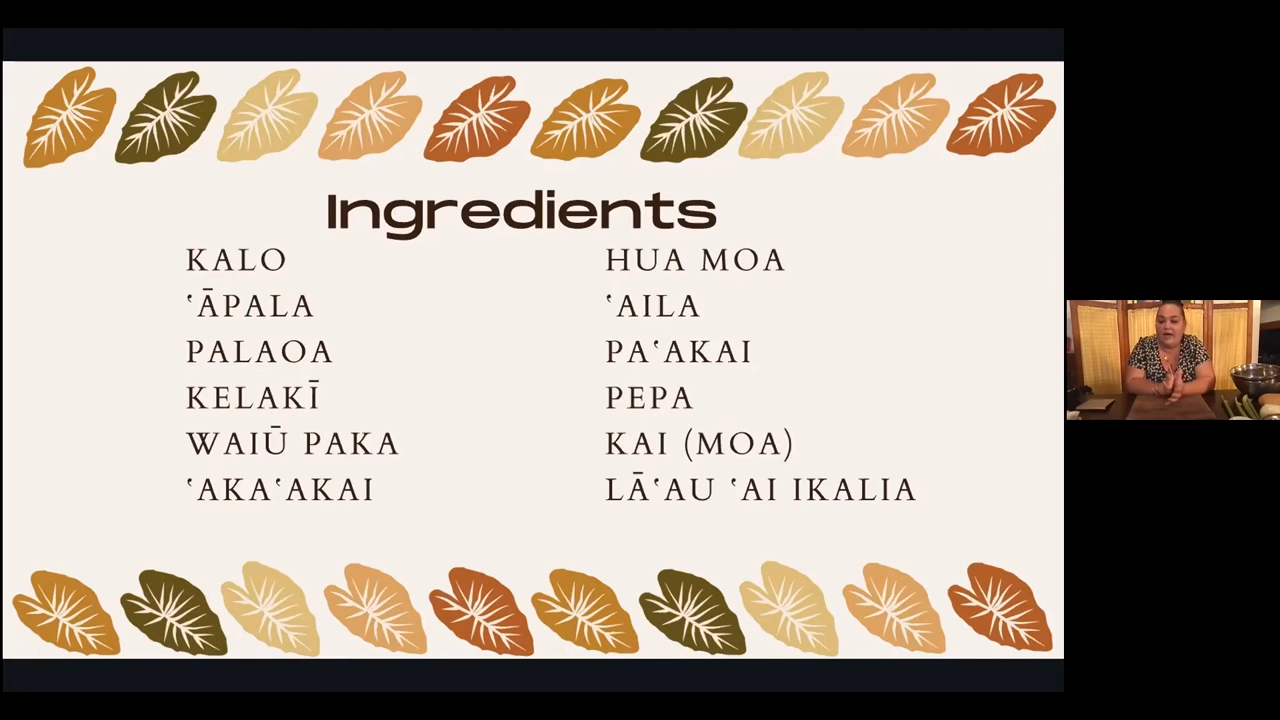 Ingredients
KALO
ʻĀPALA
PALAOA
KELAKĪ
WAIŪ PAKA
ʻAKAʻAKAI
HUA MOA
ʻAILA
PAʻAKAI
PEPA
KAI (MOA)
LĀʻAU ʻAI IKALIA